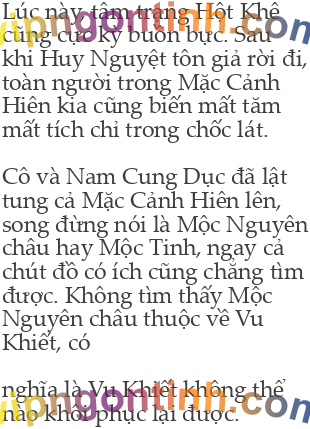 Lúc này, tâm trạng Hột Khê
cũng cực kỳ buồn bực. Sau
khi Huy Nguyệt tôn giả rời đi,
toàn người trong Mặc Cảnh
Hiên kia cũng biến mất tăm
mất tích chỉ trong chốc lát.
Cô và Nam Cung Dục đã lật
tung cả Mặc Cảnh Hiên lên,
song đừng nói là Mộc Nguyên
châu hay Mộc Tinh, ngay cả
chút đồ có ích cũng chẳng tìm
được. Không tìm thấy Mộc
Nguyên châu thuộc về Vu
Khiết, có
nghĩa là Vu Khiết không thể
nào khôi phục lại được.